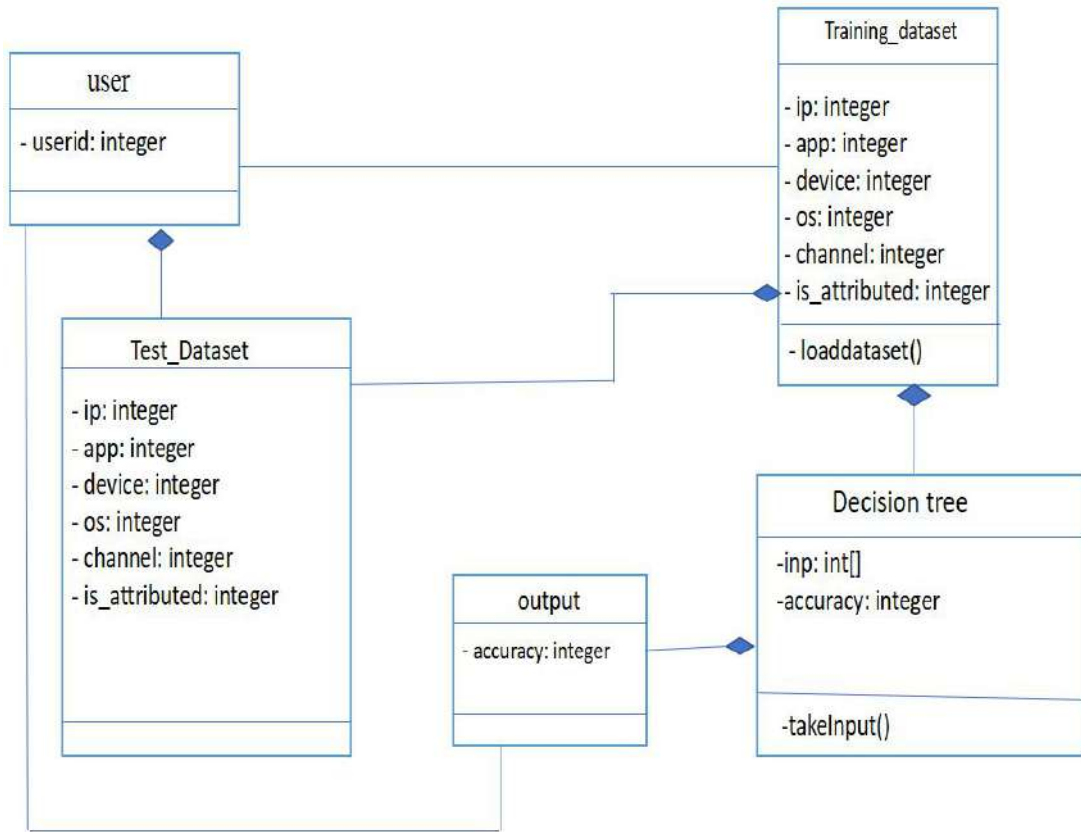 user
- userid: integer
Training_dataset
- ip: integer
- app: integer
- device: integer
- os: integer
- channel: integer
- is_attributed: integer
- loaddataset()
Test_Dataset
- ip: integer
- app: integer
- device: integer
- os: integer
- channel: integer
- is_attributed: integer
output
- accuracy: integer
Decision tree
-inp: int[]
-accuracy: integer
-takeInput()